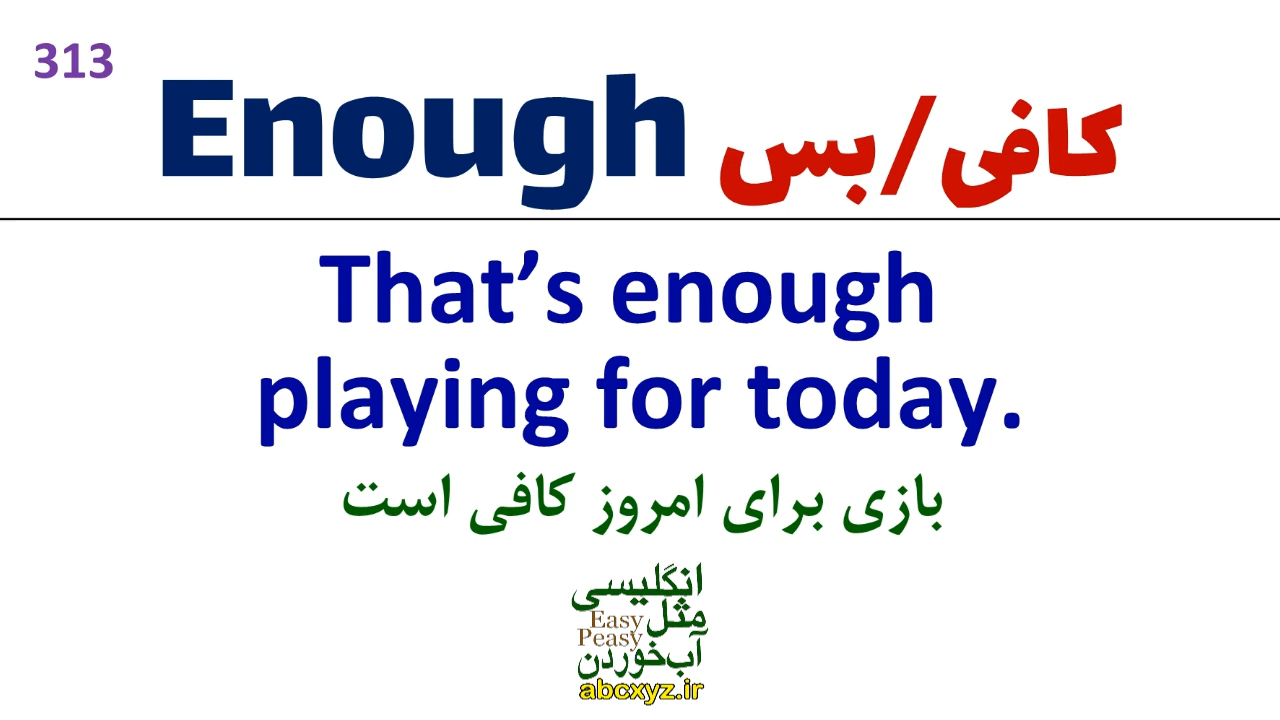 313
Enough کافی/بس
That’s enough
playing for today.
بازی برای امروز کافی است
انگلیسی
مثل Easy
Peasy
آب‌خوردن
abcxyz.ir